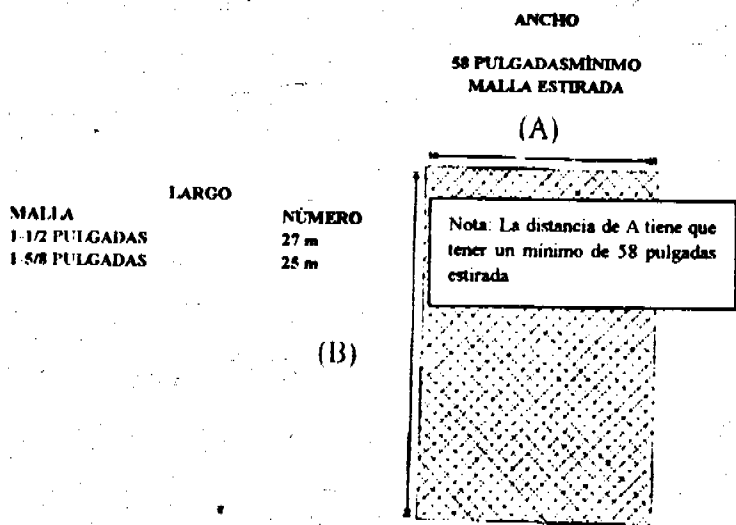 ANCHO
58 PULGADASMÍNIMO
MALLA ESTIRADA
(A)
LARGO
MALLA NÚMERO
1-1/2 PULGADAS 27 m
1-5/8 PULGADAS 25 m
Nota: La distancia de A tiene que
tener un mínimo de 58 pulgadas
estirada
(B)